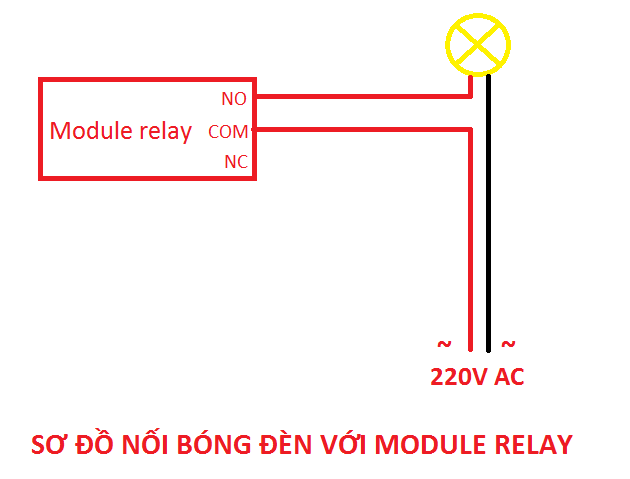 NO
Module relay COM
NC
~ ~
220V AC
SƠ ĐỒ NỐI BÓNG ĐÈN VỚI MODULE RELAY